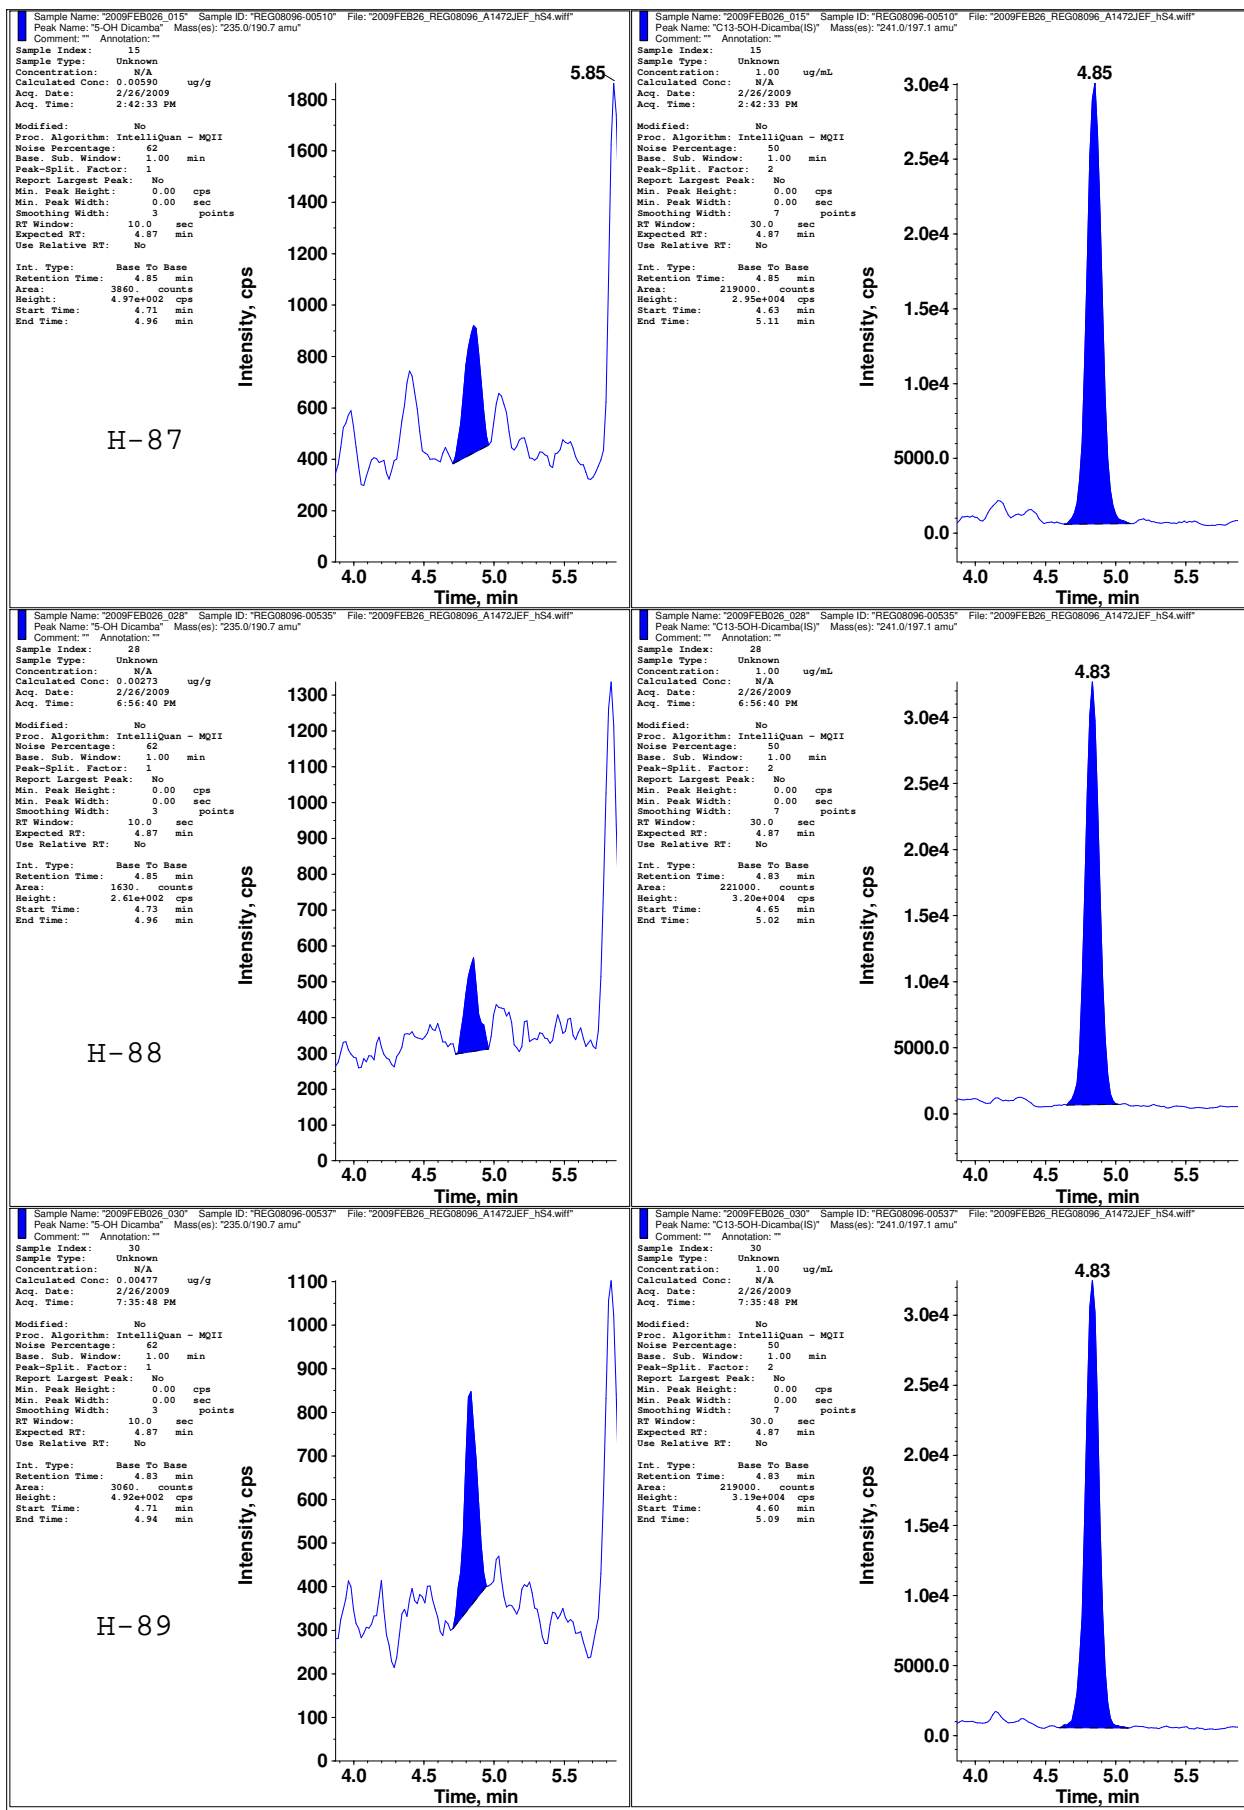 Sample Name: "2009FEB026_015" Sample ID: "REG08096-00510" File: "2009FEB26_REG08096_A1472JEF_hS4.wiff"
Peak Name: "5-OH Dicamba" Mass(es): "235.0/190.7 amu"
Comment: "" Annotation: ""
Sample Index: 15
Sample Type: Unknown
Concentration: N/A
Calculated Conc: 0.00590 ug/g
Acq. Date: 2/26/2009
Acq. Time: 2:42:33 PM
Modified: No
Proc. Algorithm: IntelliQuan - MQII
Noise Percentage: 62
Base. Sub. Window: 1.00 min
Peak-Split. Factor: 1
Report Largest Peak: No
Min. Peak Height: 0.00 cps
Min. Peak Width: 0.00 sec
Smoothing Width: 3 points
RT Window: 10.0 sec
Expected RT: 4.87 min
Use Relative RT: No
Int. Type: Base To Base
Retention Time: 4.85 min
Area: 3860. counts
Height: 4.97e+002 cps
Start Time: 4.71 min
End Time: 4.96 min
H-87
Intensity, cps
5.85
1800
1600
1400
1200
1000
800
600
400
200
0
4.0 4.5 5.0 5.5
Time, min
Sample Name: "2009FEB026_015" Sample ID: "REG08096-00510" File: "2009FEB26_REG08096_A1472JEF_hS4.wiff"
Peak Name: "C13-5OH-Dicamba(IS)" Mass(es): "241.0/197.1 amu"
Comment: "" Annotation: ""
Sample Index: 15
Sample Type: Unknown
Concentration: 1.00 ug/mL
Calculated Conc: N/A
Acq. Date: 2/26/2009
Acq. Time: 2:42:33 PM
Modified: No
Proc. Algorithm: IntelliQuan - MQII
Noise Percentage: 50
Base. Sub. Window: 1.00 min
Peak-Split. Factor: 2
Report Largest Peak: No
Min. Peak Height: 0.00 cps
Min. Peak Width: 0.00 sec
Smoothing Width: 7 points
RT Window: 30.0 sec
Expected RT: 4.87 min
Use Relative RT: No
Int. Type: Base To Base
Retention Time: 4.85 min
Area: 219000. counts
Height: 2.95e+004 cps
Start Time: 4.63 min
End Time: 5.11 min
Intensity, cps
4.85
3.0e4
2.5e4
2.0e4
1.5e4
1.0e4
5000.0
0.0
4.0 4.5 5.0 5.5
Time, min
Sample Name: "2009FEB026_028" Sample ID: "REG08096-00535" File: "2009FEB26_REG08096_A1472JEF_hS4.wiff"
Peak Name: "5-OH Dicamba" Mass(es): "235.0/190.7 amu"
Comment: "" Annotation: ""
Sample Index: 28
Sample Type: Unknown
Concentration: N/A
Calculated Conc: 0.00273 ug/g
Acq. Date: 2/26/2009
Acq. Time: 6:56:40 PM
Modified: No
Proc. Algorithm: IntelliQuan - MQII
Noise Percentage: 62
Base. Sub. Window: 1.00 min
Peak-Split. Factor: 1
Report Largest Peak: No
Min. Peak Height: 0.00 cps
Min. Peak Width: 0.00 sec
Smoothing Width: 3 points
RT Window: 10.0 sec
Expected RT: 4.87 min
Use Relative RT: No
Int. Type: Base To Base
Retention Time: 4.85 min
Area: 1630. counts
Height: 2.61e+002 cps
Start Time: 4.73 min
End Time: 4.96 min
H-88
Intensity, cps
1300
1200
1100
1000
900
800
700
600
500
400
300
200
100
0
4.0 4.5 5.0 5.5
Time, min
Sample Name: "2009FEB026_028" Sample ID: "REG08096-00535" File: "2009FEB26_REG08096_A1472JEF_hS4.wiff"
Peak Name: "C13-5OH-Dicamba(IS)" Mass(es): "241.0/197.1 amu"
Comment: "" Annotation: ""
Sample Index: 28
Sample Type: Unknown
Concentration: 1.00 ug/mL
Calculated Conc: N/A
Acq. Date: 2/26/2009
Acq. Time: 6:56:40 PM
Modified: No
Proc. Algorithm: IntelliQuan - MQII
Noise Percentage: 50
Base. Sub. Window: 1.00 min
Peak-Split. Factor: 2
Report Largest Peak: No
Min. Peak Height: 0.00 cps
Min. Peak Width: 0.00 sec
Smoothing Width: 7 points
RT Window: 30.0 sec
Expected RT: 4.87 min
Use Relative RT: No
Int. Type: Base To Base
Retention Time: 4.83 min
Area: 221000. counts
Height: 3.20e+004 cps
Start Time: 4.65 min
End Time: 5.02 min
Intensity, cps
4.83
3.0e4
2.5e4
2.0e4
1.5e4
1.0e4
5000.0
0.0
4.0 4.5 5.0 5.5
Time, min
Sample Name: "2009FEB026_030" Sample ID: "REG08096-00537" File: "2009FEB26_REG08096_A1472JEF_hS4.wiff"
Peak Name: "5-OH Dicamba" Mass(es): "235.0/190.7 amu"
Comment: "" Annotation: ""
Sample Index: 30
Sample Type: Unknown
Concentration: N/A
Calculated Conc: 0.00477 ug/g
Acq. Date: 2/26/2009
Acq. Time: 7:35:48 PM
Modified: No
Proc. Algorithm: IntelliQuan - MQII
Noise Percentage: 62
Base. Sub. Window: 1.00 min
Peak-Split. Factor: 1
Report Largest Peak: No
Min. Peak Height: 0.00 cps
Min. Peak Width: 0.00 sec
Smoothing Width: 3 points
RT Window: 10.0 sec
Expected RT: 4.87 min
Use Relative RT: No
Int. Type: Base To Base
Retention Time: 4.83 min
Area: 3060. counts
Height: 4.92e+002 cps
Start Time: 4.71 min
End Time: 4.94 min
H-89
Intensity, cps
1100
1000
900
800
700
600
500
400
300
200
100
0
4.0 4.5 5.0 5.5
Time, min
Sample Name: "2009FEB026_030" Sample ID: "REG08096-00537" File: "2009FEB26_REG08096_A1472JEF_hS4.wiff"
Peak Name: "C13-5OH-Dicamba(IS)" Mass(es): "241.0/197.1 amu"
Comment: "" Annotation: ""
Sample Index: 30
Sample Type: Unknown
Concentration: 1.00 ug/mL
Calculated Conc: N/A
Acq. Date: 2/26/2009
Acq. Time: 7:35:48 PM
Modified: No
Proc. Algorithm: IntelliQuan - MQII
Noise Percentage: 50
Base. Sub. Window: 1.00 min
Peak-Split. Factor: 2
Report Largest Peak: No
Min. Peak Height: 0.00 cps
Min. Peak Width: 0.00 sec
Smoothing Width: 7 points
RT Window: 30.0 sec
Expected RT: 4.87 min
Use Relative RT: No
Int. Type: Base To Base
Retention Time: 4.83 min
Area: 219000. counts
Height: 3.19e+004 cps
Start Time: 4.60 min
End Time: 5.09 min
Intensity, cps
4.83
3.0e4
2.5e4
2.0e4
1.5e4
1.0e4
5000.0
0.0
4.0 4.5 5.0 5.5
Time, min